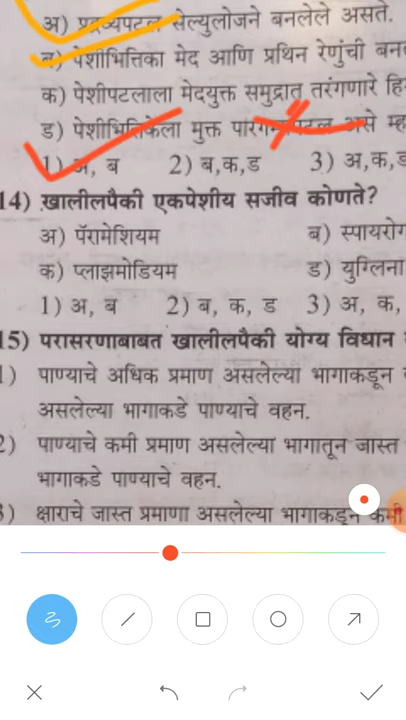 अ) प्रद्रव्यपटल सेल्युलोजने बनलेले असते.
ब) पेशीभित्तिका मेद आणि प्रथिन रेणुंची बन
क) पेशीपटलाला मेदयुक्त समुद्रात तरंगणारे हि
ड) पेशीभित्तिकेला मुक्त असे म्ह
1) अ, ब 2) ब,क,ड 3) अ,क,ड
14) खालीलपैकी एकपेशीय सजीव कोणते?
अ) पॅरामेशियम ब) स्पायरोग
क) प्लाझमोडियम ड) युग्लिना
1) अ, ब 2) ब, क, ड 3) अ, क,
15) परासरणाबाबत खालीलपैकी योग्य विधान
1) पाण्याचे अधिक प्रमाण असलेल्या भागाकडून
असलेल्या भागाकडे पाण्याचे वहन.
2) पाण्याचे कमी प्रमाण असलेल्या भागातून जास्त
भागाकडे पाण्याचे वहन.
3) क्षाराचे जास्त प्रमाणा असलेल्या भागाकडून कमी